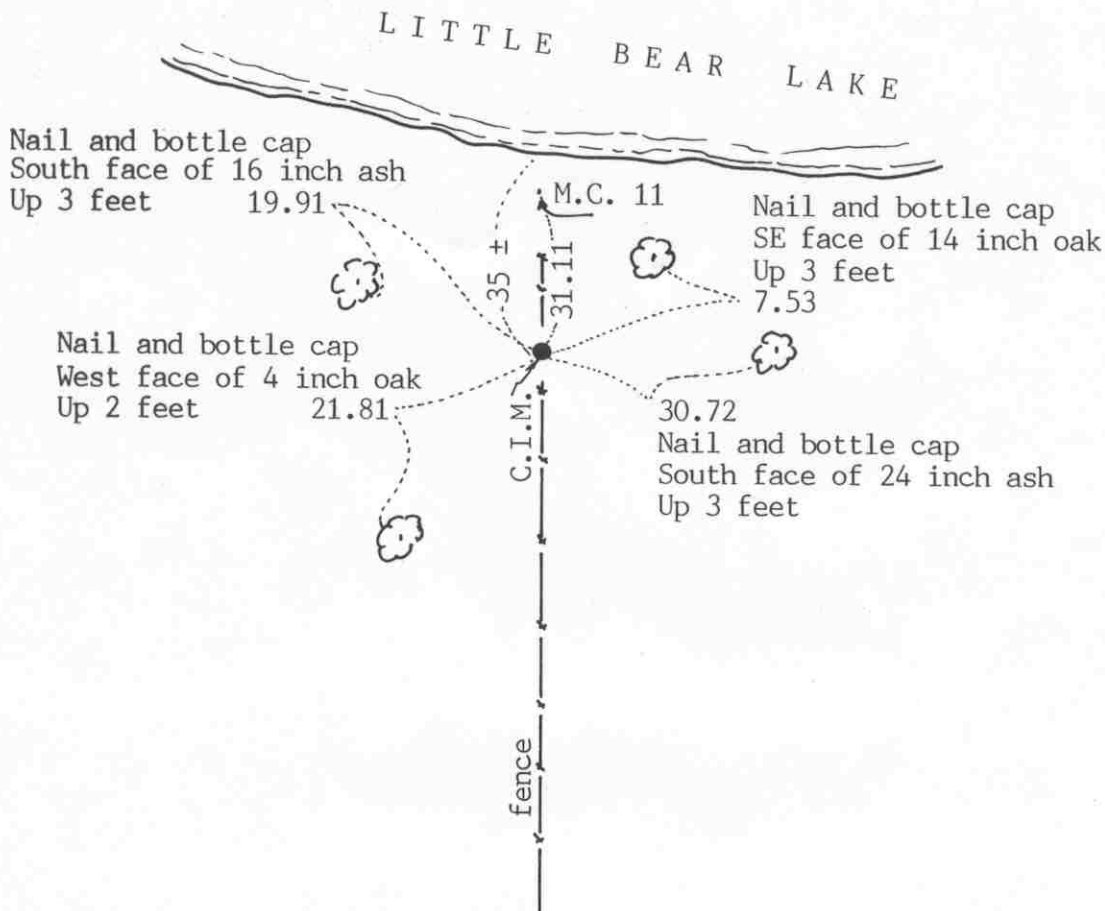 LITTLE BEAR LAKE
Nail and bottle cap
South face of 16 inch ash
Up 3 feet 19.91
M.C. 11
Nail and bottle cap
SE face of 14 inch oak
Up 3 feet
7.53
35 ±
31.11
Nail and bottle cap
West face of 4 inch oak
Up 2 feet 21.81
C.I.M.
30.72
Nail and bottle cap
South face of 24 inch ash
Up 3 feet
fence